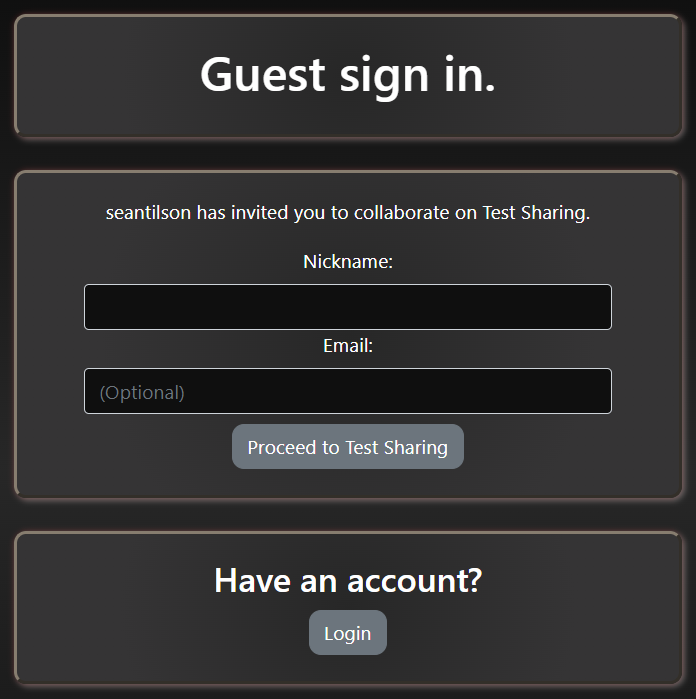 Guest sign in.
seantilson has invited you to collaborate on Test Sharing.
Nickname:
Email:
(Optional)
Proceed to Test Sharing
Have an account?
Login